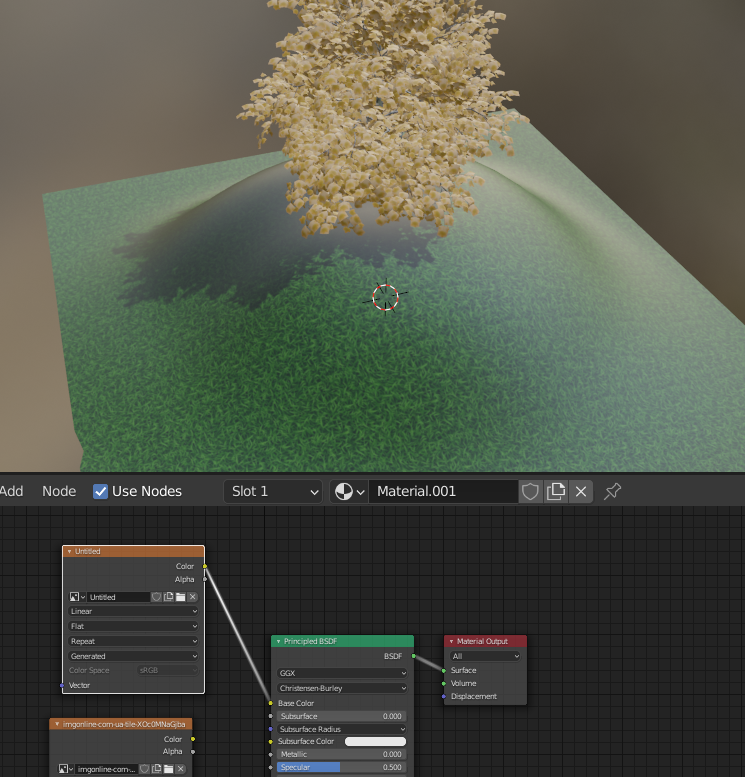 Add Node Use Nodes Slot 1 Material.001
Untitled
Color
Alpha
Untitled
Linear
Flat
Repeat
Generated
Color Space sRGB
Vector
imgonline-com-ua-tile-XOc0MNaGjba
Color
Alpha
imgonline-com-...
Principled BSDF
BSDF
GGX
Christensen-Burley
Base Color
Subsurface 0.000
Subsurface Radius
Subsurface Color
Metallic 0.000
Specular 0.500
Material Output
All
Surface
Volume
Displacement